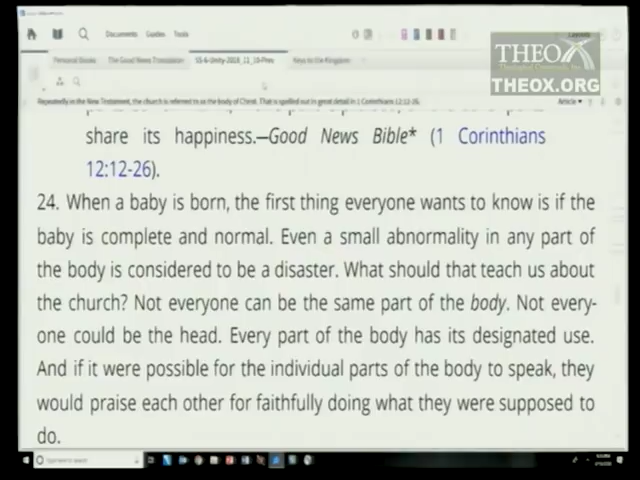 Documents Guides Tools
THEOX
THEOX.ORG
Personal Books The Good News Translation SS-6-Unity-2018_11_10-Prev Keys to the Kingdom
Repeatedly in the New Testament, the church is referred to as the body of Christ. That is spelled out in great detail in 1 Corinthians 12:12-26.
Article
share its happiness.—Good News Bible* (1 Corinthians
12:12-26).
24. When a baby is born, the first thing everyone wants to know is if the
baby is complete and normal. Even a small abnormality in any part of
the body is considered to be a disaster. What should that teach us about
the church? Not everyone can be the same part of the body. Not every-
one could be the head. Every part of the body has its designated use.
And if it were possible for the individual parts of the body to speak, they
would praise each other for faithfully doing what they were supposed to
do.